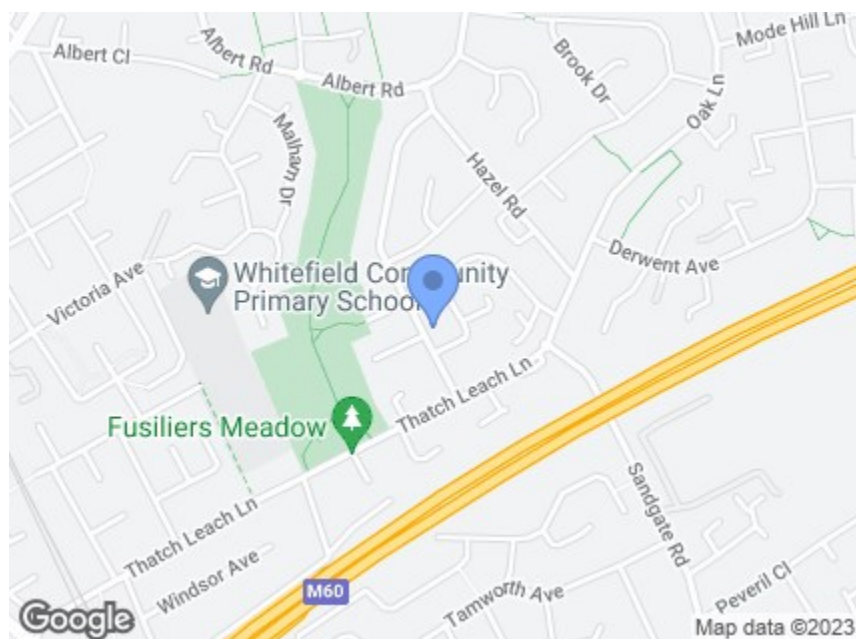 Mode Hill Ln
Albert Cl
Albert Rd
Albert Rd
Brook Dr
Oak Ln
Malham Dr
Hazel Rd
Derwent Ave
Whitefield Community
Primary School
Victoria Ave
Thatch Leach Ln
Fusiliers Meadow
Thatch Leach Ln
Sandgate Rd
Windsor Ave
M60
Tamworth Ave
Peveril Cl
Google
Map data ©2023